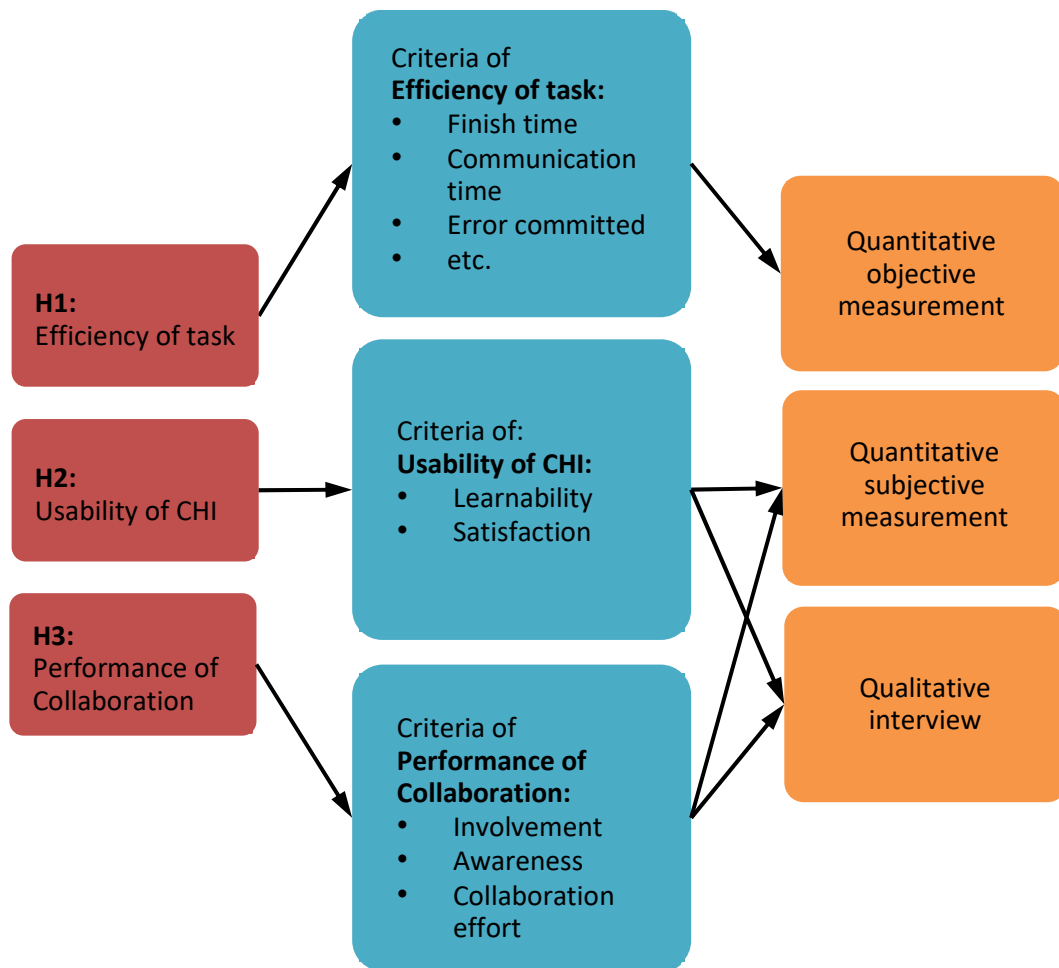 H1:
Efficiency of task
H2:
Usability of CHI
H3:
Performance of
Collaboration
Criteria of
Efficiency of task:
• Finish time
• Communication
time
• Error committed
• etc.
Criteria of:
Usability of CHI:
• Learnability
• Satisfaction
Criteria of
Performance of
Collaboration:
• Involvement
• Awareness
• Collaboration
effort
Quantitative
objective
measurement
Quantitative
subjective
measurement
Qualitative
interview